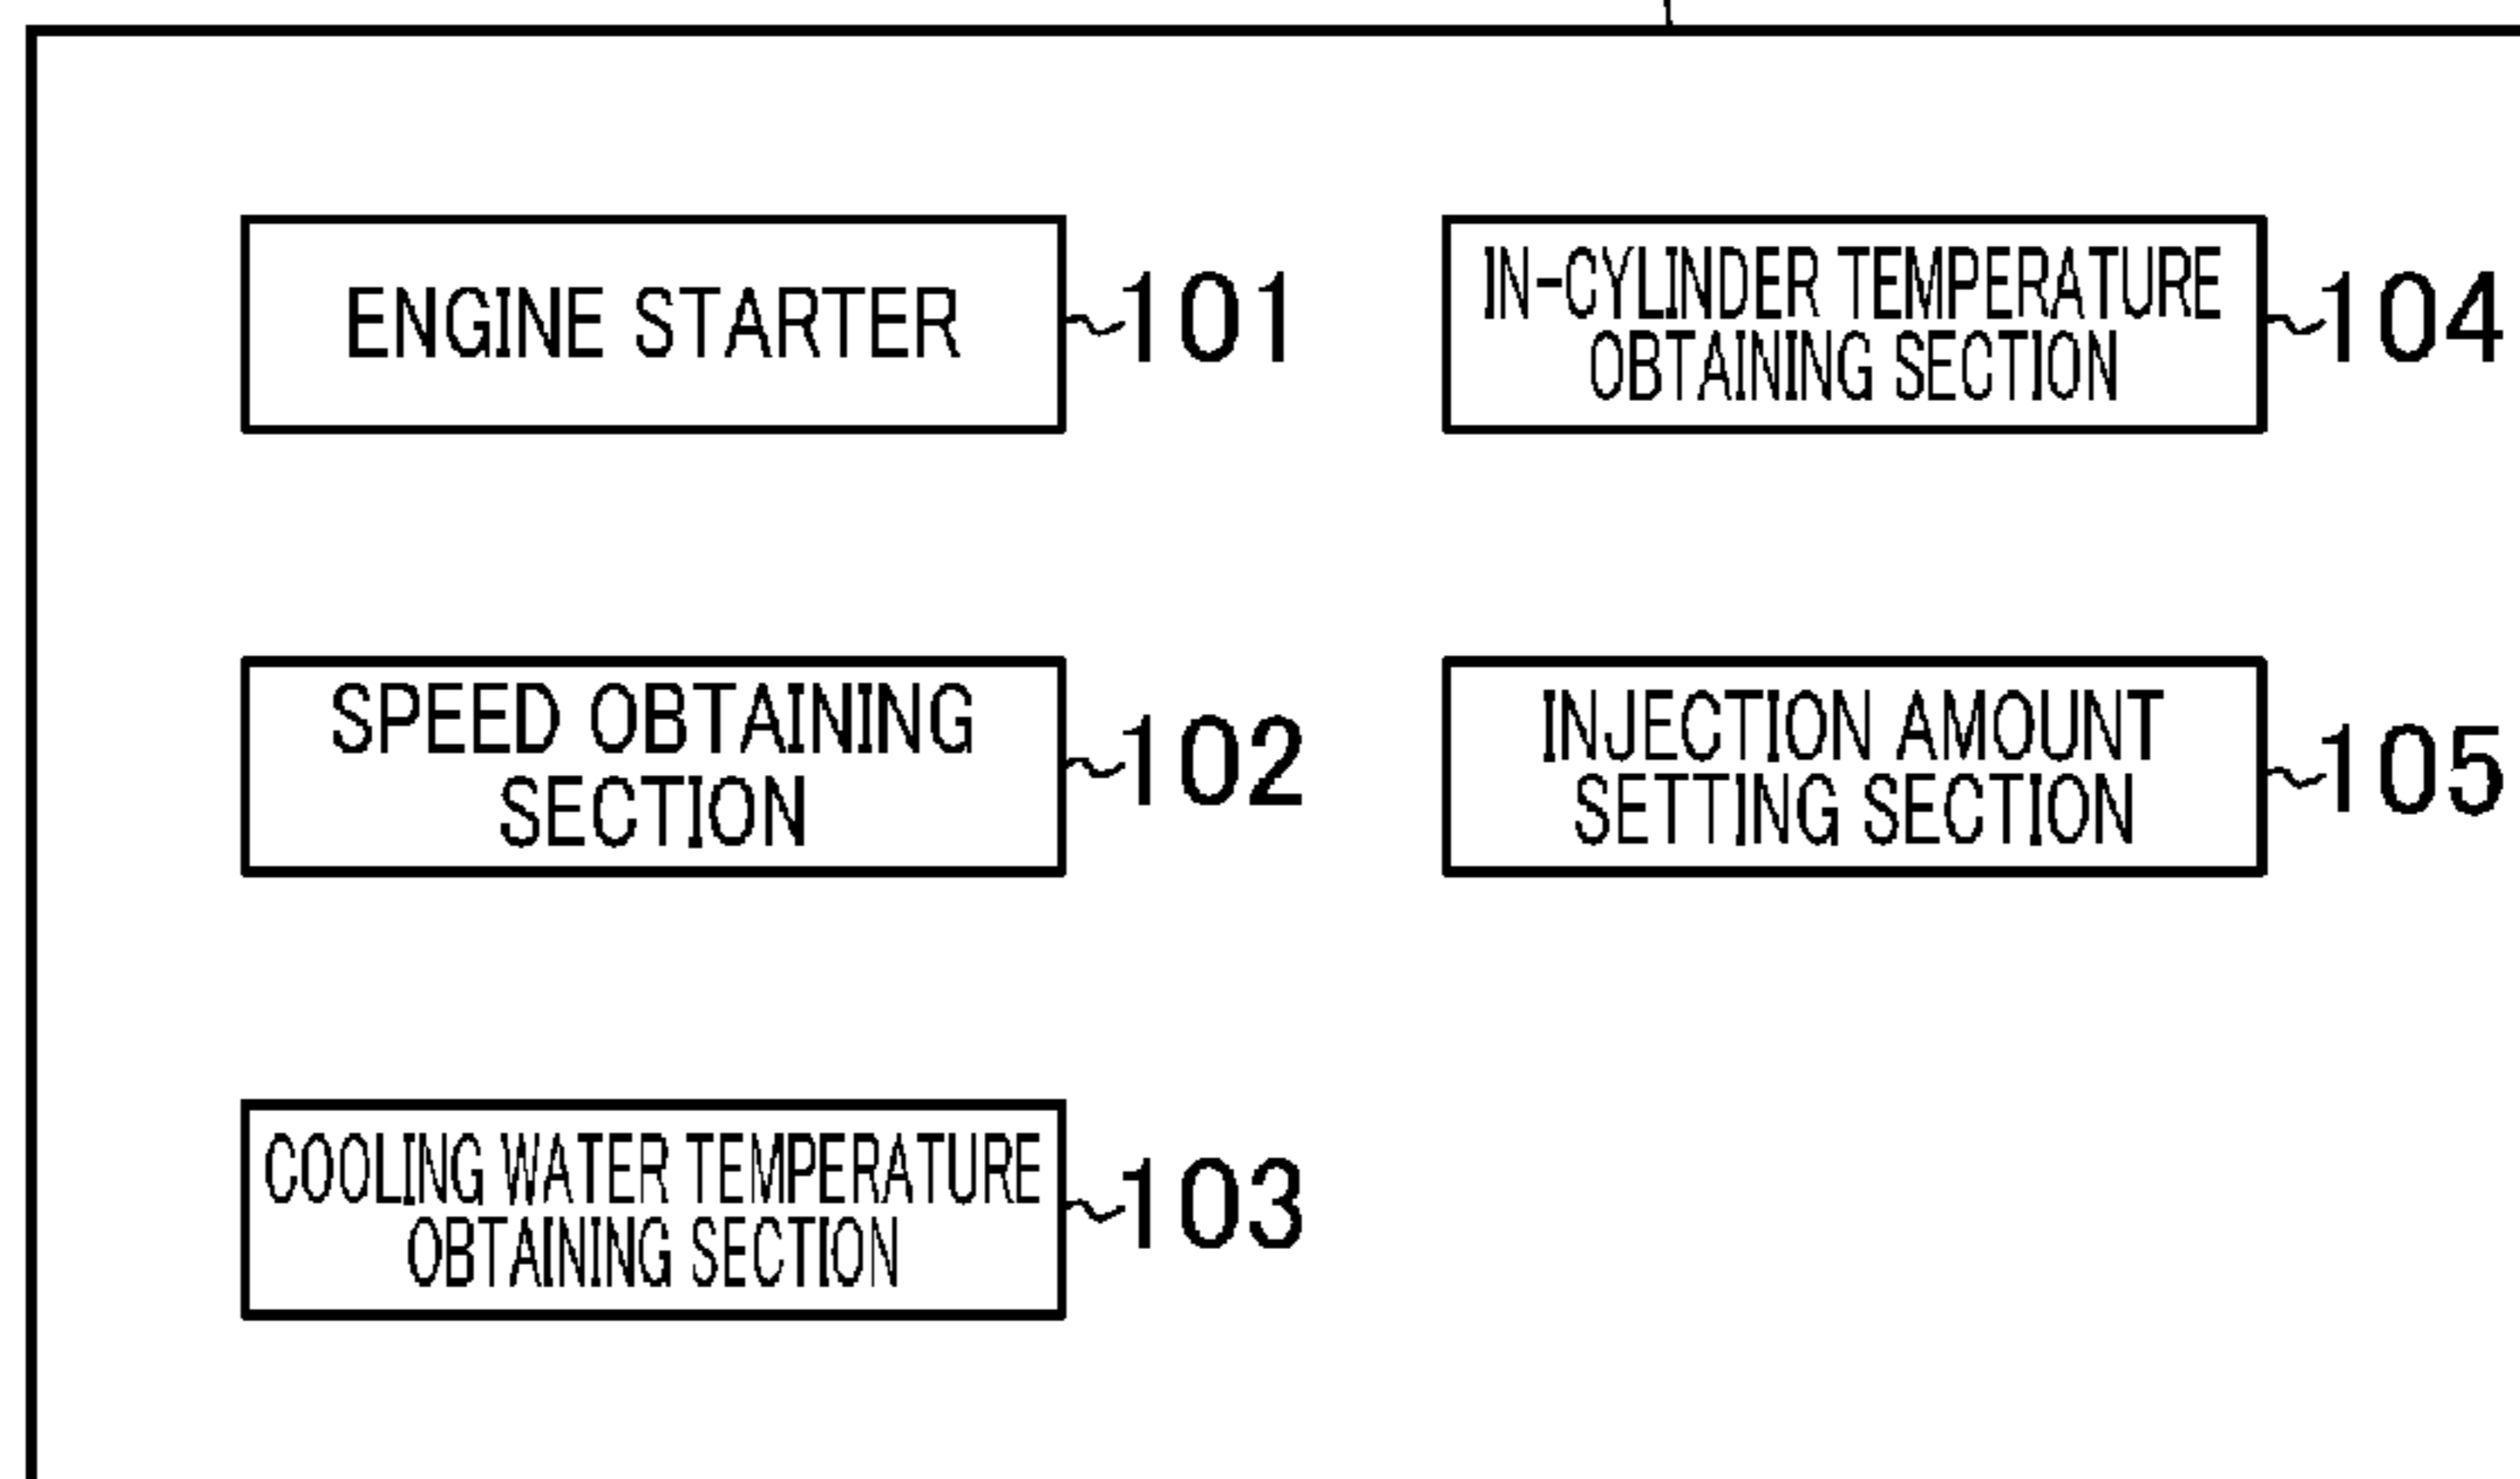 ENGINE STARTER
101
SPEED OBTAINING
SECTION
102
COOLING WATER TEMPERATURE
OBTAINING SECTION
103
IN-CYLINDER TEMPERATURE
OBTAINING SECTION
104
INJECTION AMOUNT
SETTING SECTION
105